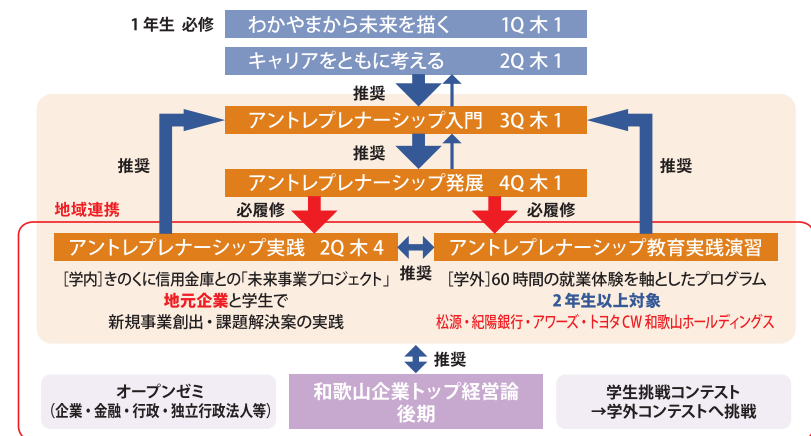 1年生 必修
わかやまから未来を描く 1Q 木1
キャリアをともに考える 2Q 木1
推奨
アントレプレナーシップ入門 3Q 木1
推奨
推奨
推奨
アントレプレナーシップ発展 4Q 木1
地域連携
必履修
必履修
アントレプレナーシップ実践 2Q 木4
アントレプレナーシップ教育実践演習
推奨
[学内]きのくに信用金庫との「未来事業プロジェクト」
地元企業と学生で
新規事業創出・課題解決案の実践
[学外]60時間の就業体験を軸としたプログラム
2年生以上対象
松源・紀陽銀行・アワーズ・トヨタCW和歌山ホールディングス
推奨
オープンゼミ
(企業・金融・行政・独立行政法人等)
和歌山企業トップ経営論
後期
学生挑戦コンテスト
→学外コンテストへ挑戦